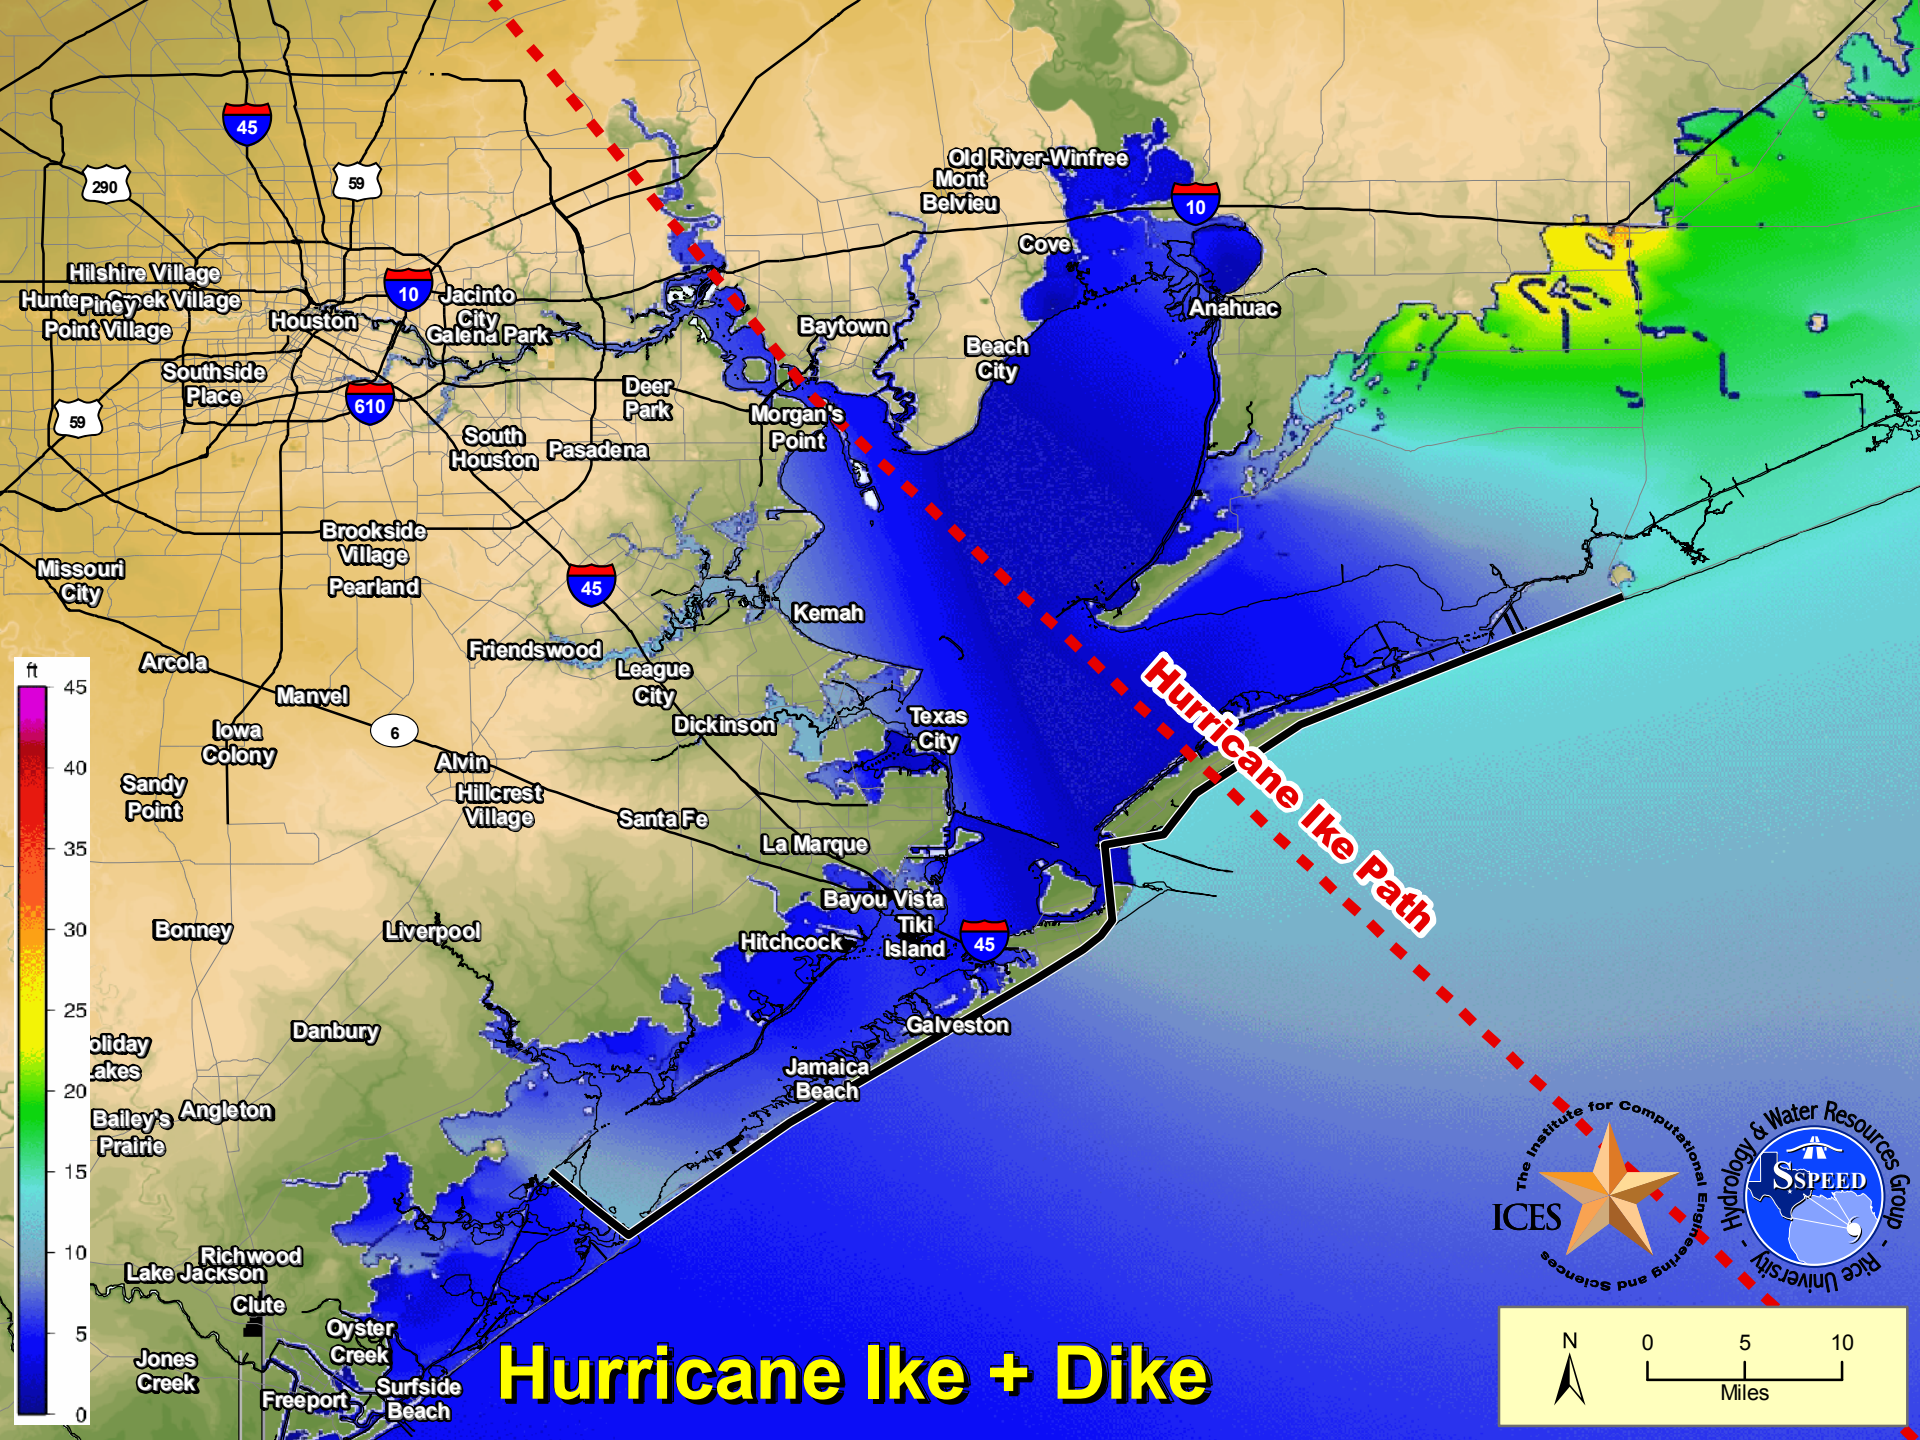 45
290
59
Old River-Winfree
Mont
Belvieu
10
Cove
Hilshire Village
Piney
Point Village
Houston
10
Jacinto
City
Galena Park
Baytown
Anahuac
Beach
City
Southside
Place
59
610
Deer
Park
Morgan's
Point
South
Houston
Pasadena
Brookside
Village
Pearland
Missouri
City
45
Kemah
Arcola
Friendswood
League
City
Manvel
Hurricane Ike Path
Iowa
Colony
6
Dickinson
Texas
City
Alvin
Sandy
Point
Hillcrest
Village
Santa Fe
La Marque
Bayou Vista
Tiki
Island
45
Bonney
Liverpool
Hitchcock
Danbury
Galveston
oliday
Lakes
Jamaica
Beach
Bailey's
Prairie
Angleton
Richwood
Lake Jackson
Clute
Oyster
Creek
Jones
Creek
Freeport
Surfside
Beach
ft
45
40
35
30
25
20
15
10
5
0
Hurricane Ike + Dike
The Institute for Computational Engineering and Sciences
ICES
Hydrology & Water Resources Group - Rice University -
SSPEED
N
0 5 10
Miles